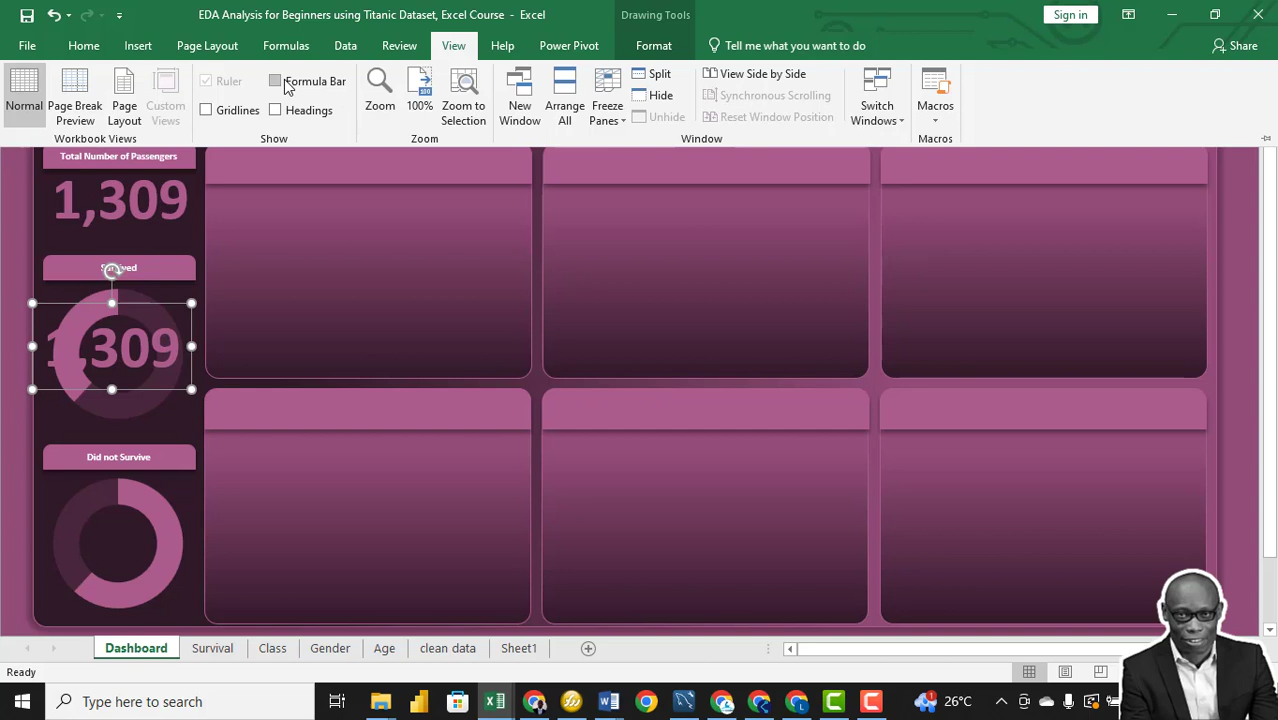 EDA Analysis for Beginners using Titanic Dataset, Excel Course - Excel
Drawing Tools
Sign in
File Home Insert Page Layout Formulas Data Review View Help Power Pivot Format Tell me what you want to do Share
Normal
Page Break Preview
Page Layout
Custom Views
Workbook Views
Ruler
Formula Bar
Gridlines
Headings
Show
Zoom
100%
Zoom to Selection
Zoom
New Window
Arrange All
Freeze Panes
Split
Hide
Unhide
View Side by Side
Synchronous Scrolling
Reset Window Position
Window
Switch Windows
Macros
Macros
Total Number of Passengers
1,309
1,309
Did not Survive
Dashboard Survival Class Gender Age clean data Sheet1
Ready
Type here to search
26°C